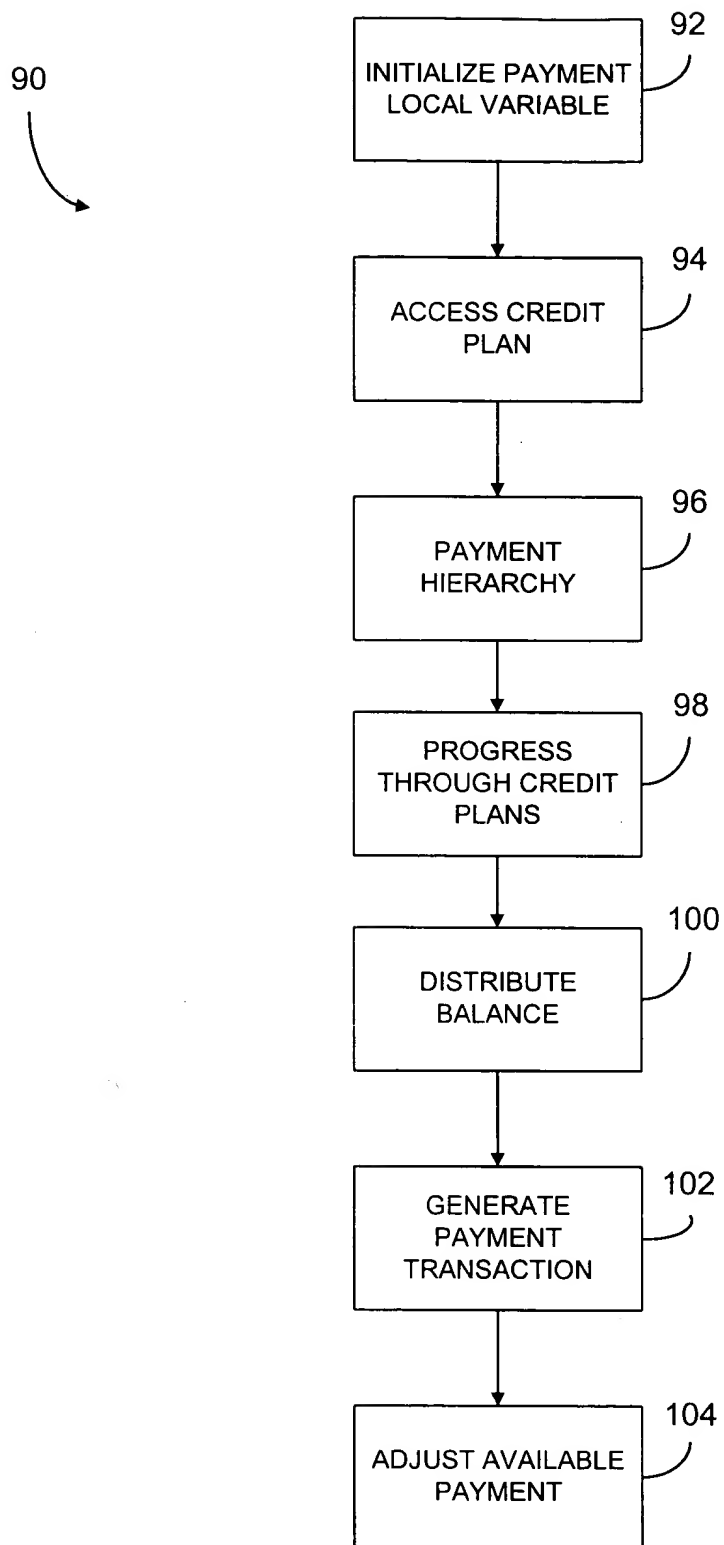 92
90
INITIALIZE PAYMENT
LOCAL VARIABLE
94
ACCESS CREDIT
PLAN
96
PAYMENT
HIERARCHY
98
PROGRESS
THROUGH CREDIT
PLANS
100
DISTRIBUTE
BALANCE
102
GENERATE
PAYMENT
TRANSACTION
104
ADJUST AVAILABLE
PAYMENT